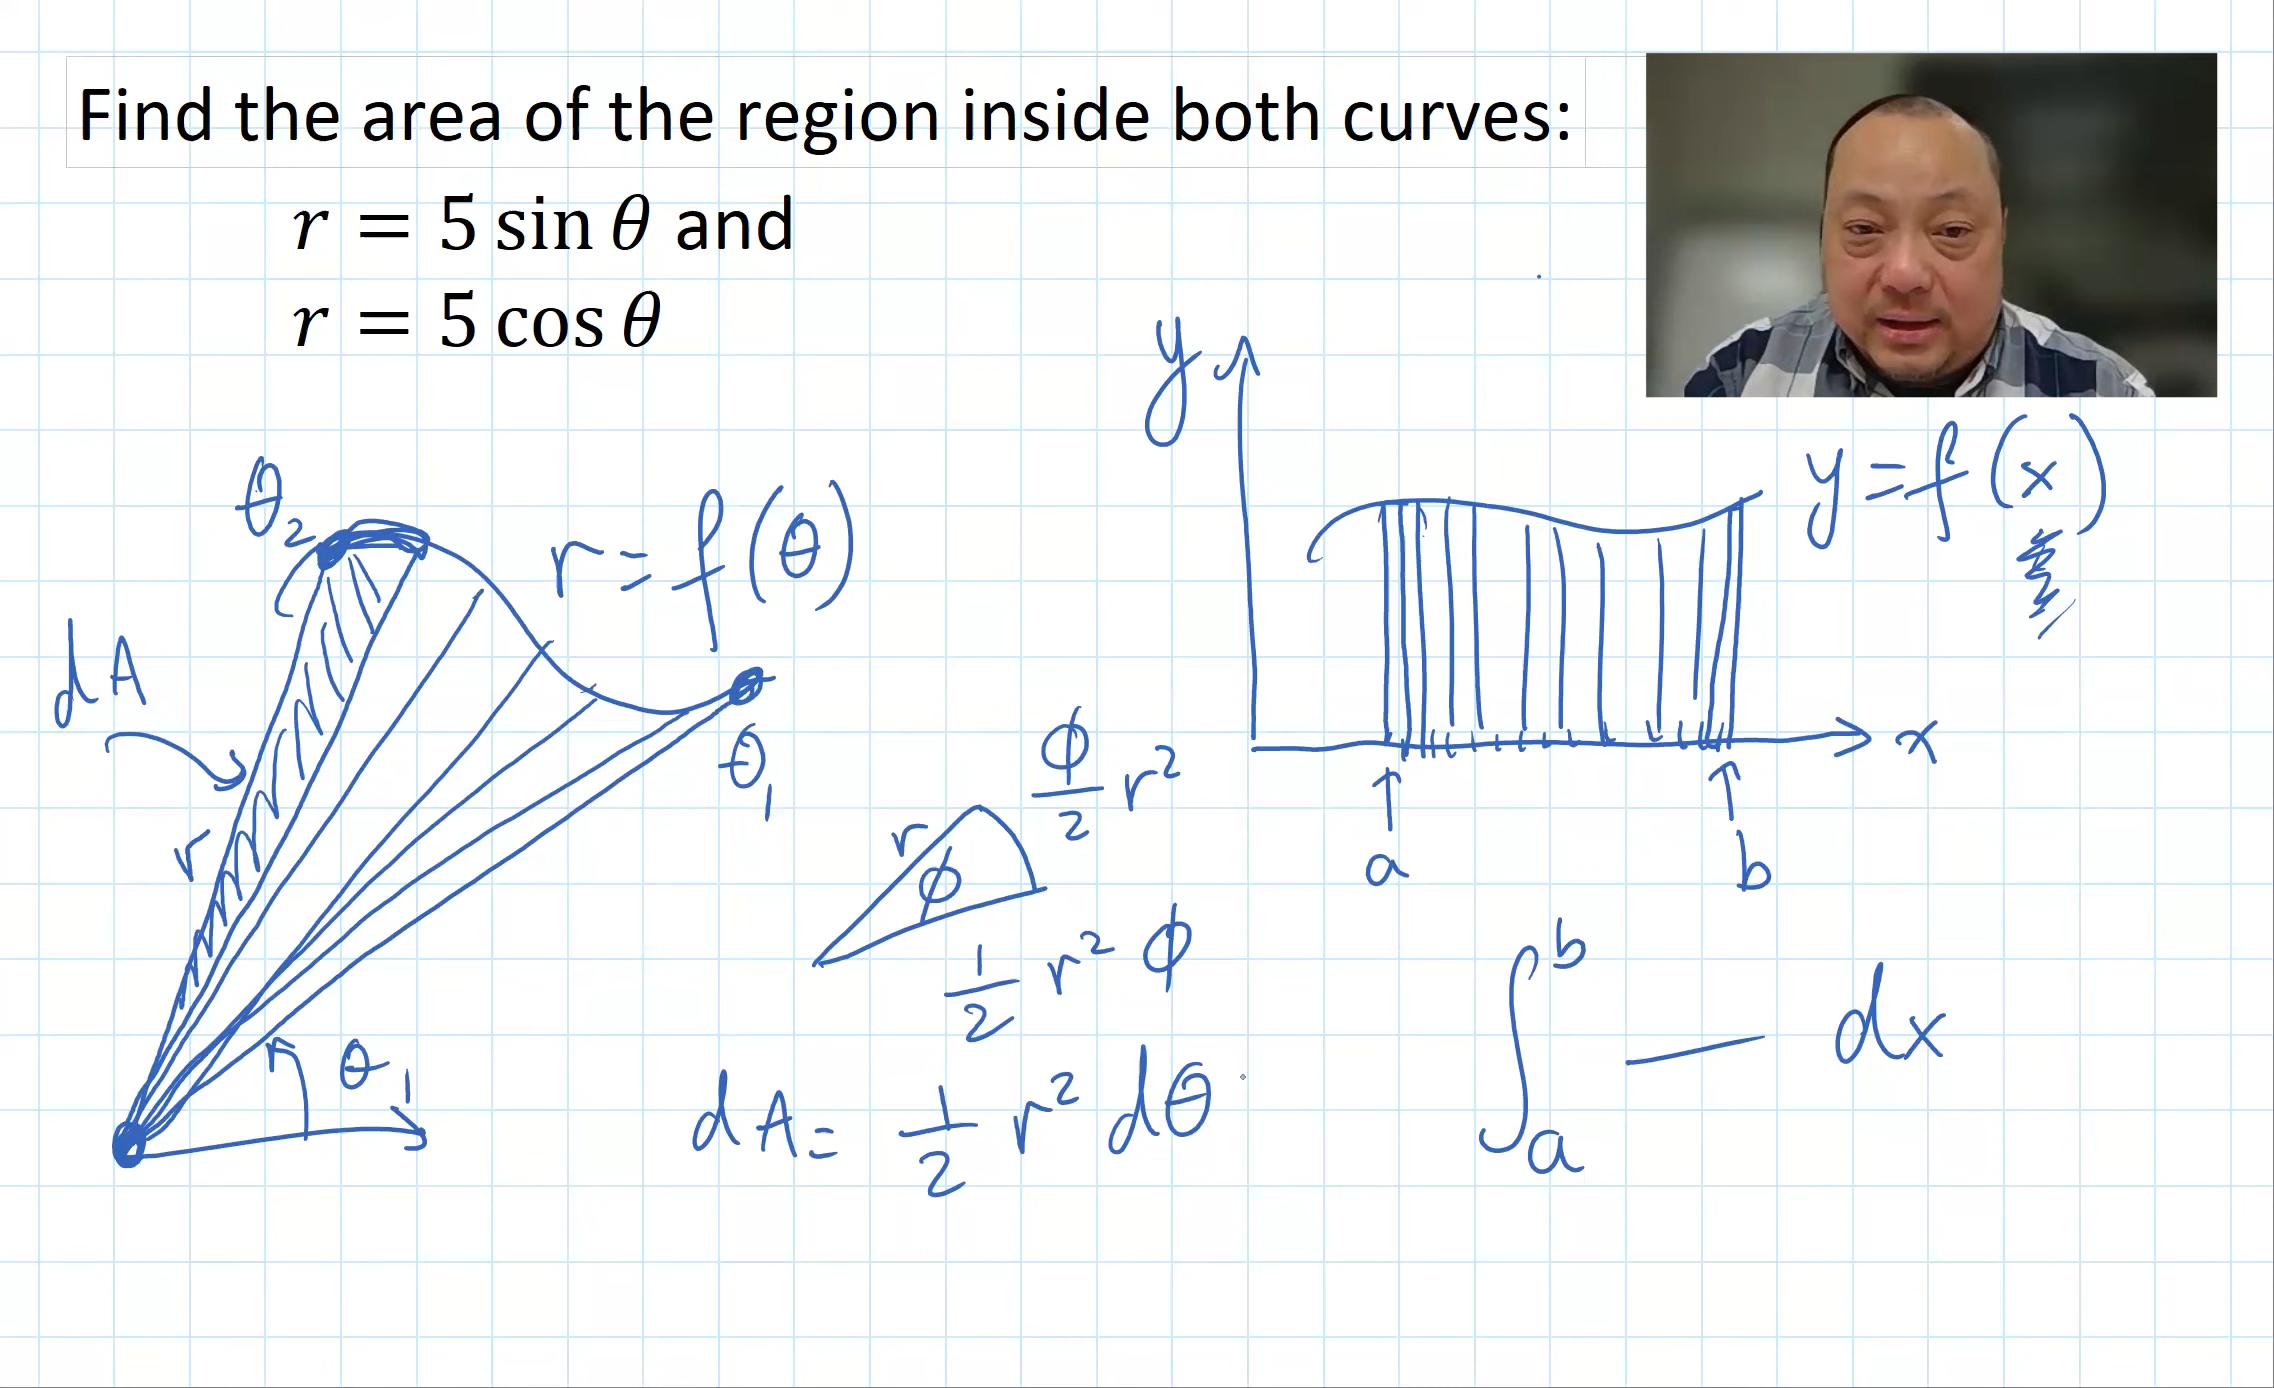 Find the area of the region inside both curves:
r = 5 sin θ and
r = 5 cos θ
y
y = f(x)
θ₂
r = f(θ)
dA
θ₁
x
a
b
r
r
ϕ
ϕ/2 r²
1/2 r² ϕ
θ₁
dA = 1/2 r² dθ
∫ₐᵇ — dx